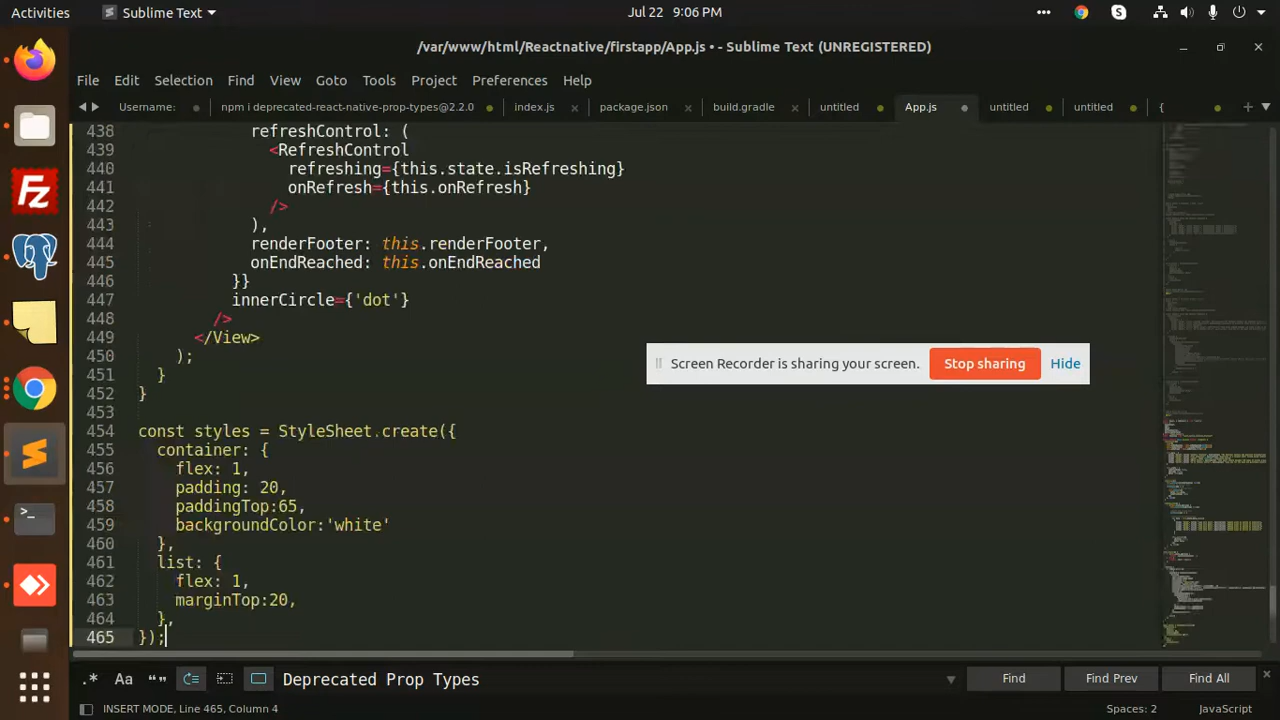 Activities Sublime Text Jul 22 9:06 PM
/var/www/html/Reactnative/firstapp/App.js • - Sublime Text (UNREGISTERED)
File Edit Selection Find View Goto Tools Project Preferences Help
Username: npm i deprecated-react-native-prop-types@2.2.0 index.js package.json build.gradle untitled App.js untitled untitled {
438 refreshControl: (
439 <RefreshControl
440 refreshing={this.state.isRefreshing}
441 onRefresh={this.onRefresh}
442 />
443 ),
444 renderFooter: this.renderFooter,
445 onEndReached: this.onEndReached
446 }}
447 innerCircle={'dot'}
448 />
449 </View>
450 );
451 }
452 }
453
454 const styles = StyleSheet.create({
455 container: {
456 flex: 1,
457 padding: 20,
458 paddingTop:65,
459 backgroundColor:'white'
460 },
461 list: {
462 flex: 1,
463 marginTop:20,
464 },
465 });
Screen Recorder is sharing your screen. Stop sharing Hide
.* Aa “” Deprecated Prop Types Find Find Prev Find All
INSERT MODE, Line 465, Column 4 Spaces: 2 JavaScript